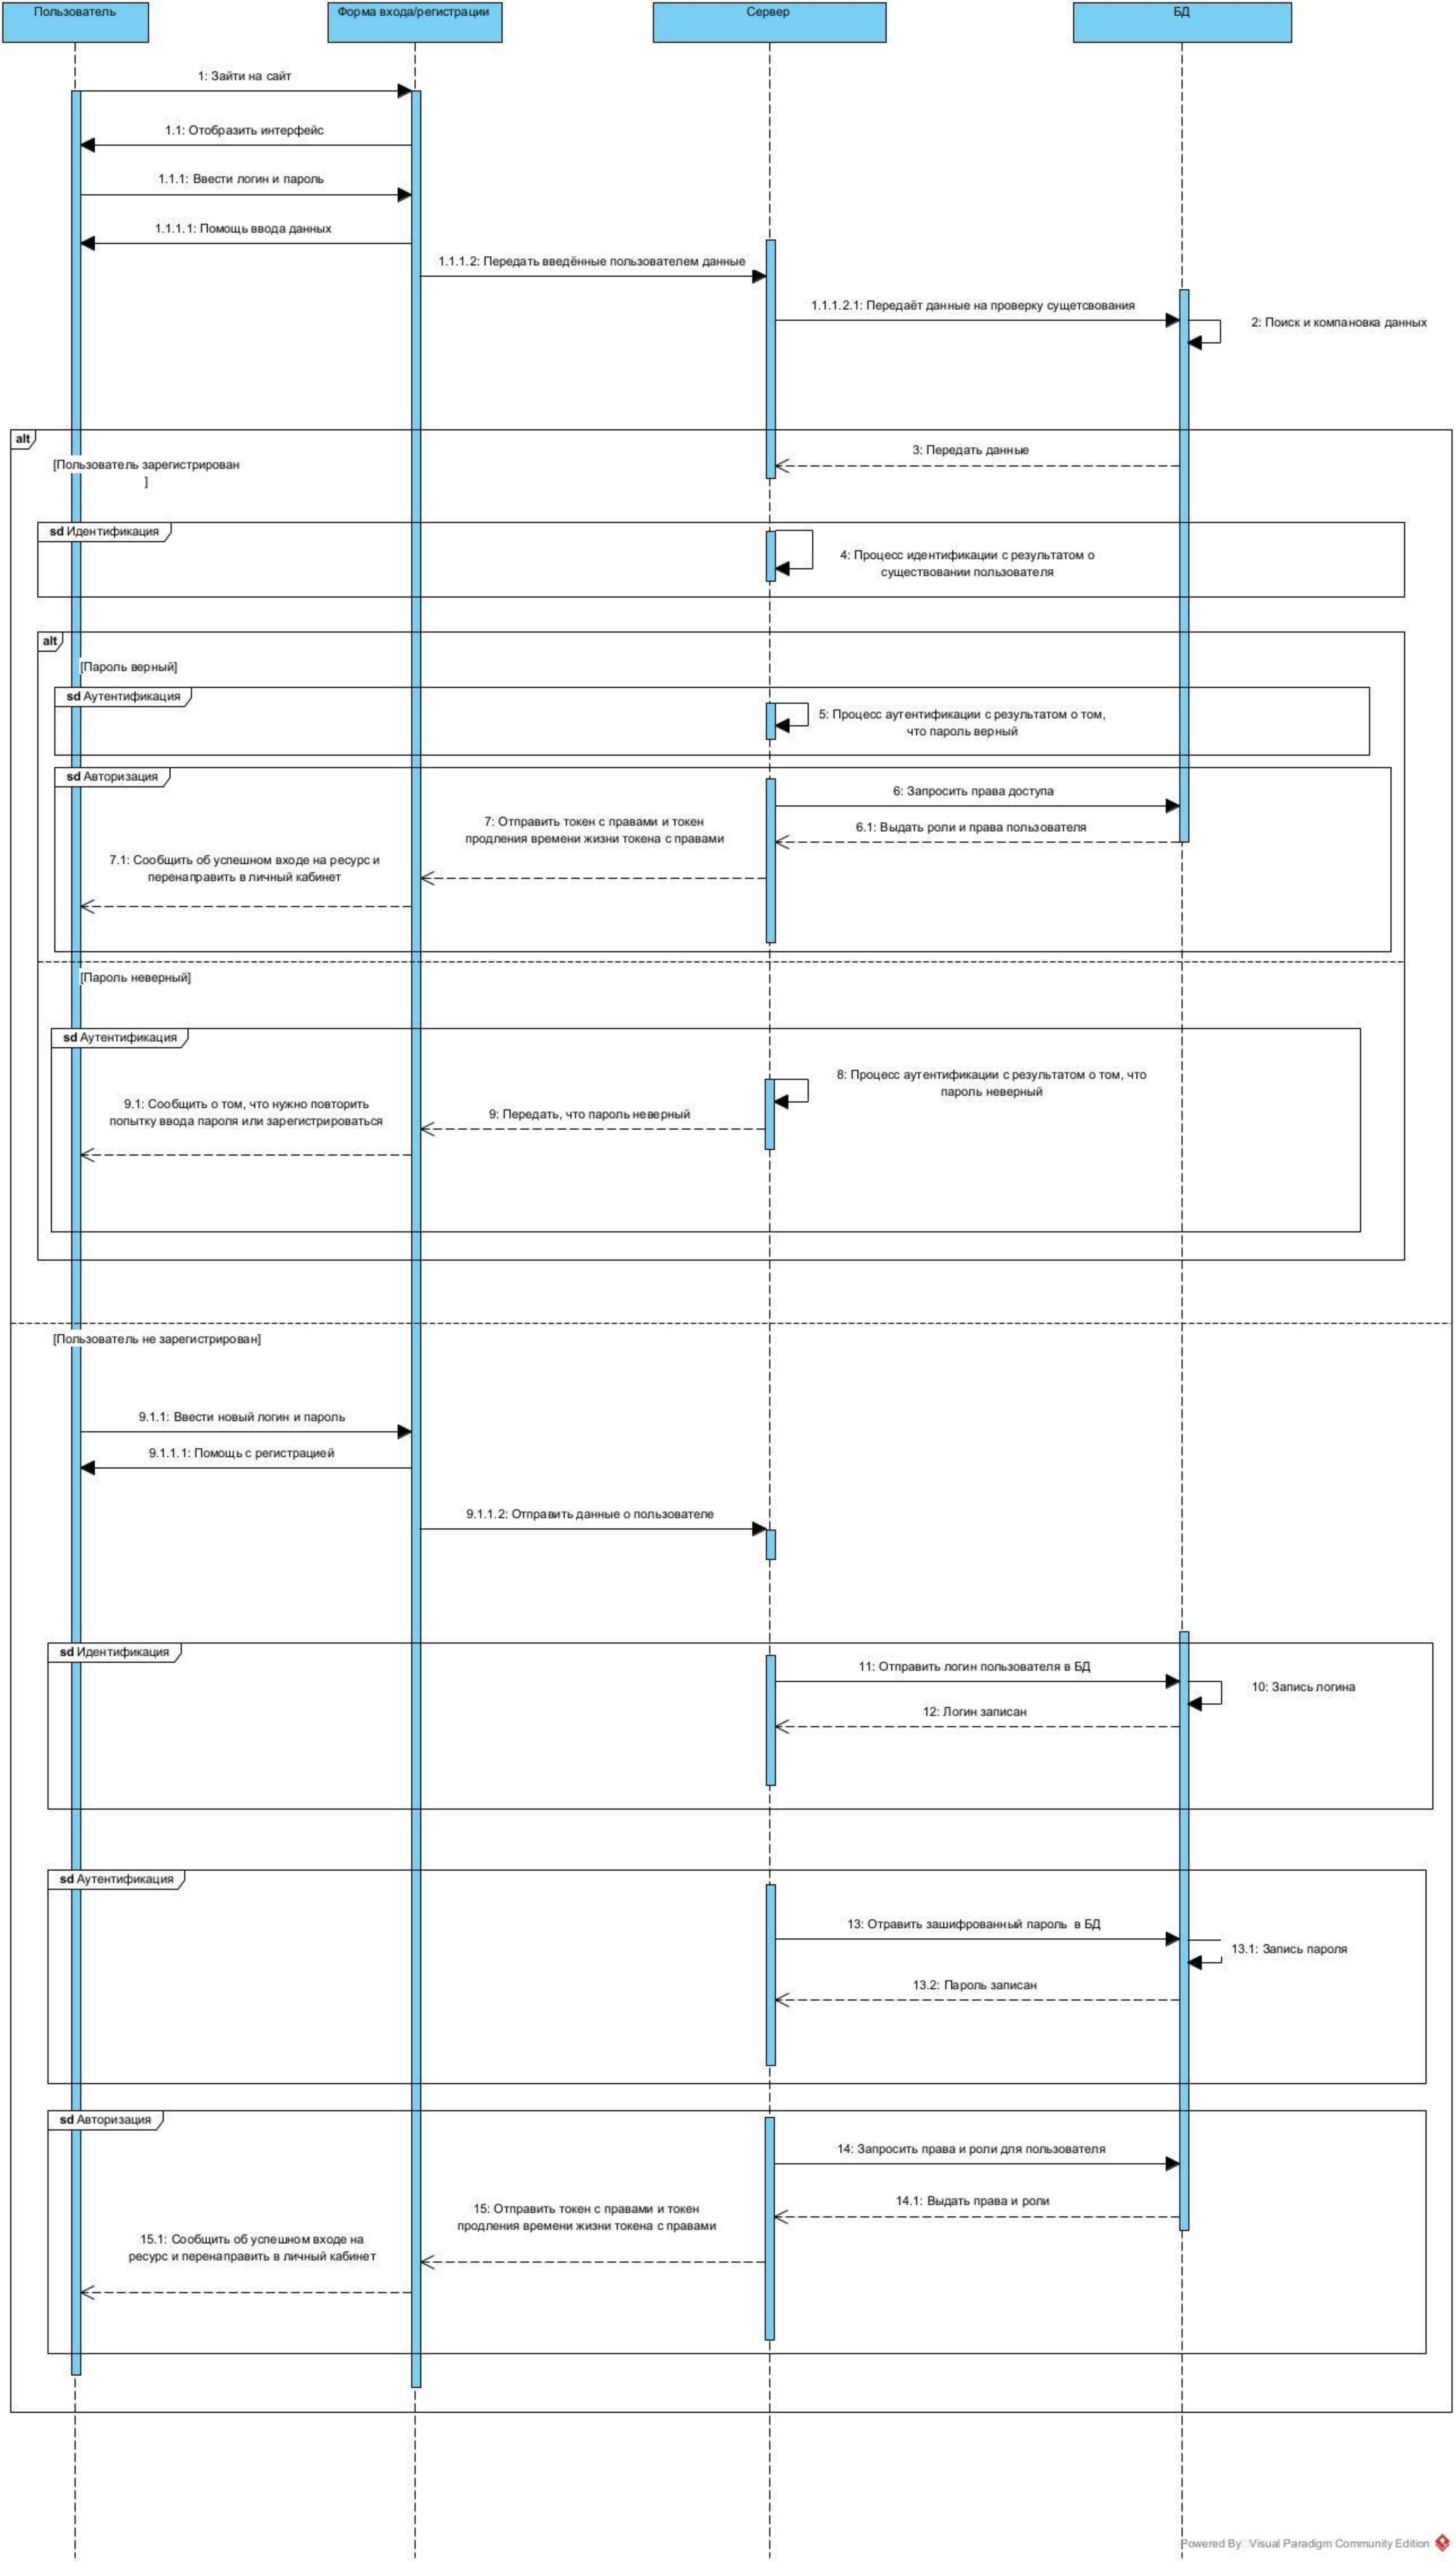 Пользователь
Форма входа/регистрации
Сервер
БД
1: Зайти на сайт
1.1: Отобразить интерфейс
1.1.1: Ввести логин и пароль
1.1.1.1: Помощь ввода данных
1.1.1.2: Передать введённые пользователем данные
1.1.1.2.1: Передаёт данные на проверку сущетсвования
2: Поиск и компановка данных
alt
3: Передать данные
[Пользователь зарегистрирован
]
sd Идентификация
4: Процесс идентификации с результатом о
существовании пользователя
alt
[Пароль верный]
sd Аутентификация
5: Процесс аутентификации с результатом о том,
что пароль верный
sd Авторизация
6: Запросить права доступа
7: Отправить токен с правами и токен
продления времени жизни токена с правами
6.1: Выдать роли и права пользователя
7.1: Сообщить об успешном входе на ресурс и
перенаправить в личный кабинет
[Пароль неверный]
sd Аутентификация
8: Процесс аутентификации с результатом о том, что
пароль неверный
9.1: Сообщить о том, что нужно повторить
попытку ввода пароля или зарегистрироваться
9: Передать, что пароль неверный
[Пользователь не зарегистрирован]
9.1.1: Ввести новый логин и пароль
9.1.1.1: Помощь с регистрацией
9.1.1.2: Отправить данные о пользователе
sd Идентификация
11: Отправить логин пользователя в БД
10: Запись логина
12: Логин записан
sd Аутентификация
13: Отравить зашифрованный пароль в БД
13.1: Запись пароля
13.2: Пароль записан
sd Авторизация
14: Запросить права и роли для пользователя
14.1: Выдать права и роли
15: Отправить токен с правами и токен
продления времени жизни токена с правами
15.1: Сообщить об успешном входе на
ресурс и перенаправить в личный кабинет
Powered By: Visual Paradigm Community Edition